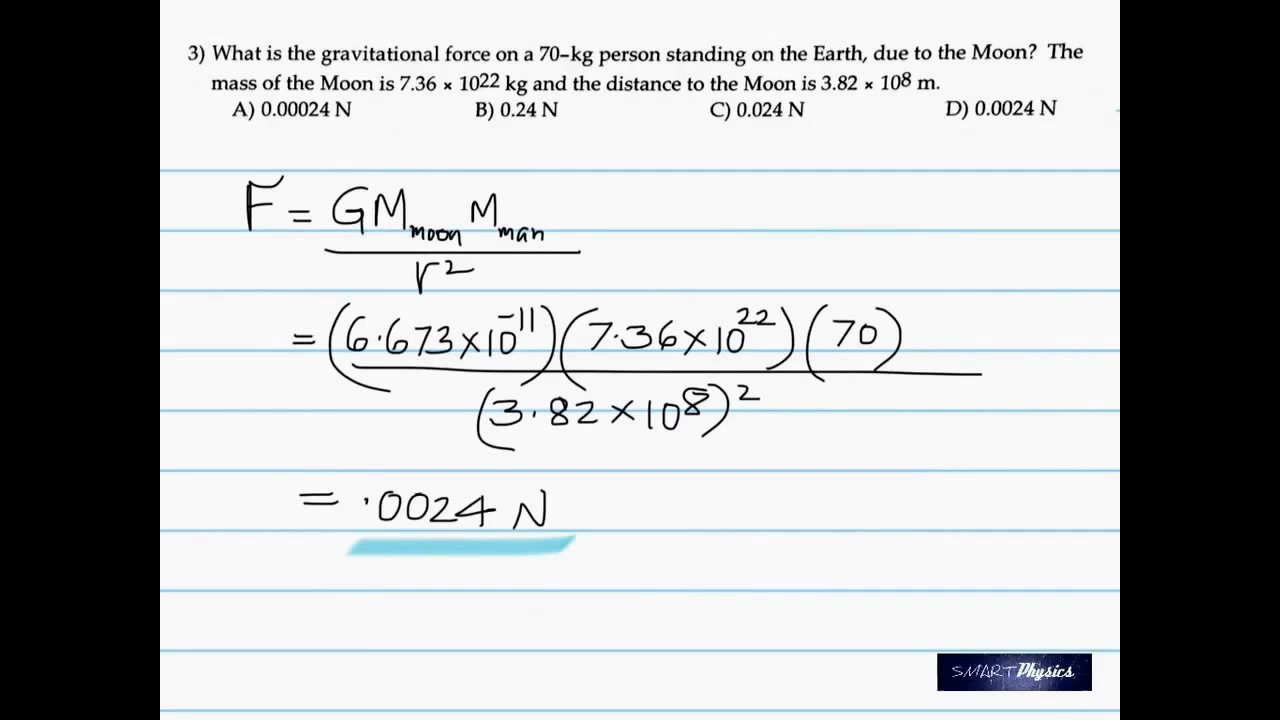 3) What is the gravitational force on a 70–kg person standing on the Earth, due to the Moon? The
mass of the Moon is 7.36 × 10²² kg and the distance to the Moon is 3.82 × 10⁸ m.
A) 0.00024 N B) 0.24 N C) 0.024 N D) 0.0024 N
F = GM moon M man
r²
= (6.673×10⁻¹¹)(7.36×10²²)(70)
(3.82×10⁸)²
= .0024 N
SMART Physics